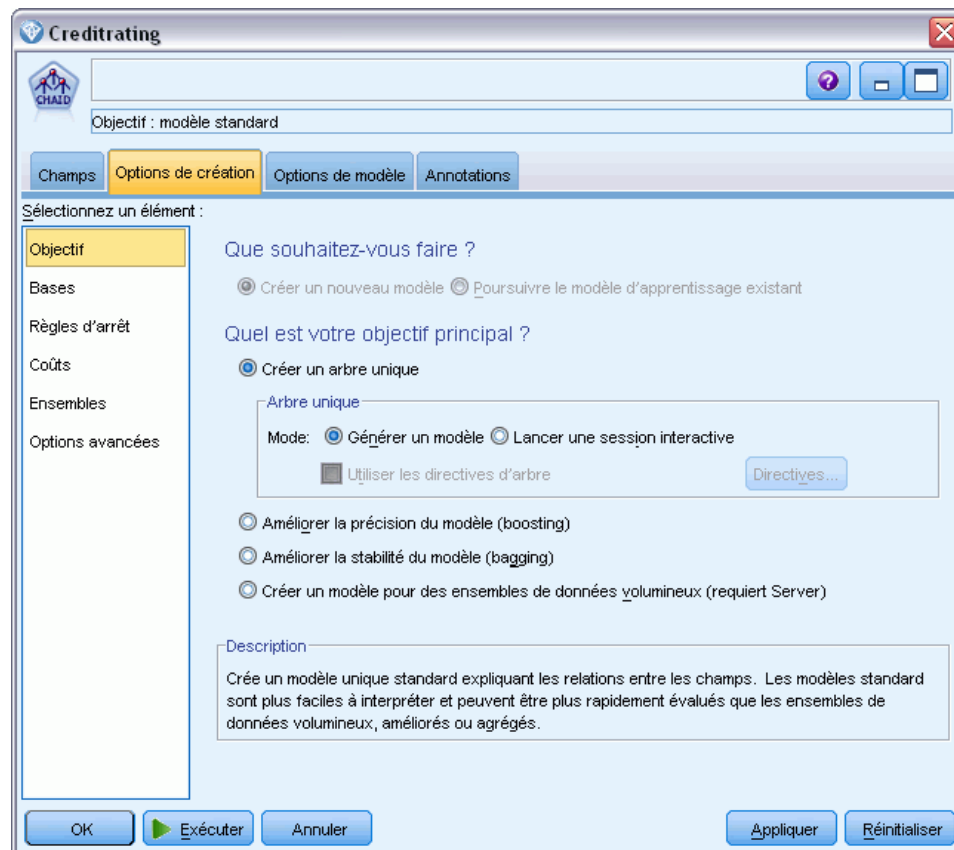 Creditrating
CHAID
Objectif : modèle standard
Champs
Options de création
Options de modèle
Annotations
Sélectionnez un élément :
Objectif
Bases
Règles d'arrêt
Coûts
Ensembles
Options avancées
Que souhaitez-vous faire ?
Créer un nouveau modèle
Poursuivre le modèle d'apprentissage existant
Quel est votre objectif principal ?
Créer un arbre unique
Arbre unique
Mode:
Générer un modèle
Lancer une session interactive
Utiliser les directives d'arbre
Directives...
Améliorer la précision du modèle (boosting)
Améliorer la stabilité du modèle (bagging)
Créer un modèle pour des ensembles de données volumineux (requiert Server)
Description
Crée un modèle unique standard expliquant les relations entre les champs. Les modèles standard
sont plus faciles à interpréter et peuvent être plus rapidement évalués que les ensembles de
données volumineux, améliorés ou agrégés.
OK
Exécuter
Annuler
Appliquer
Réinitialiser